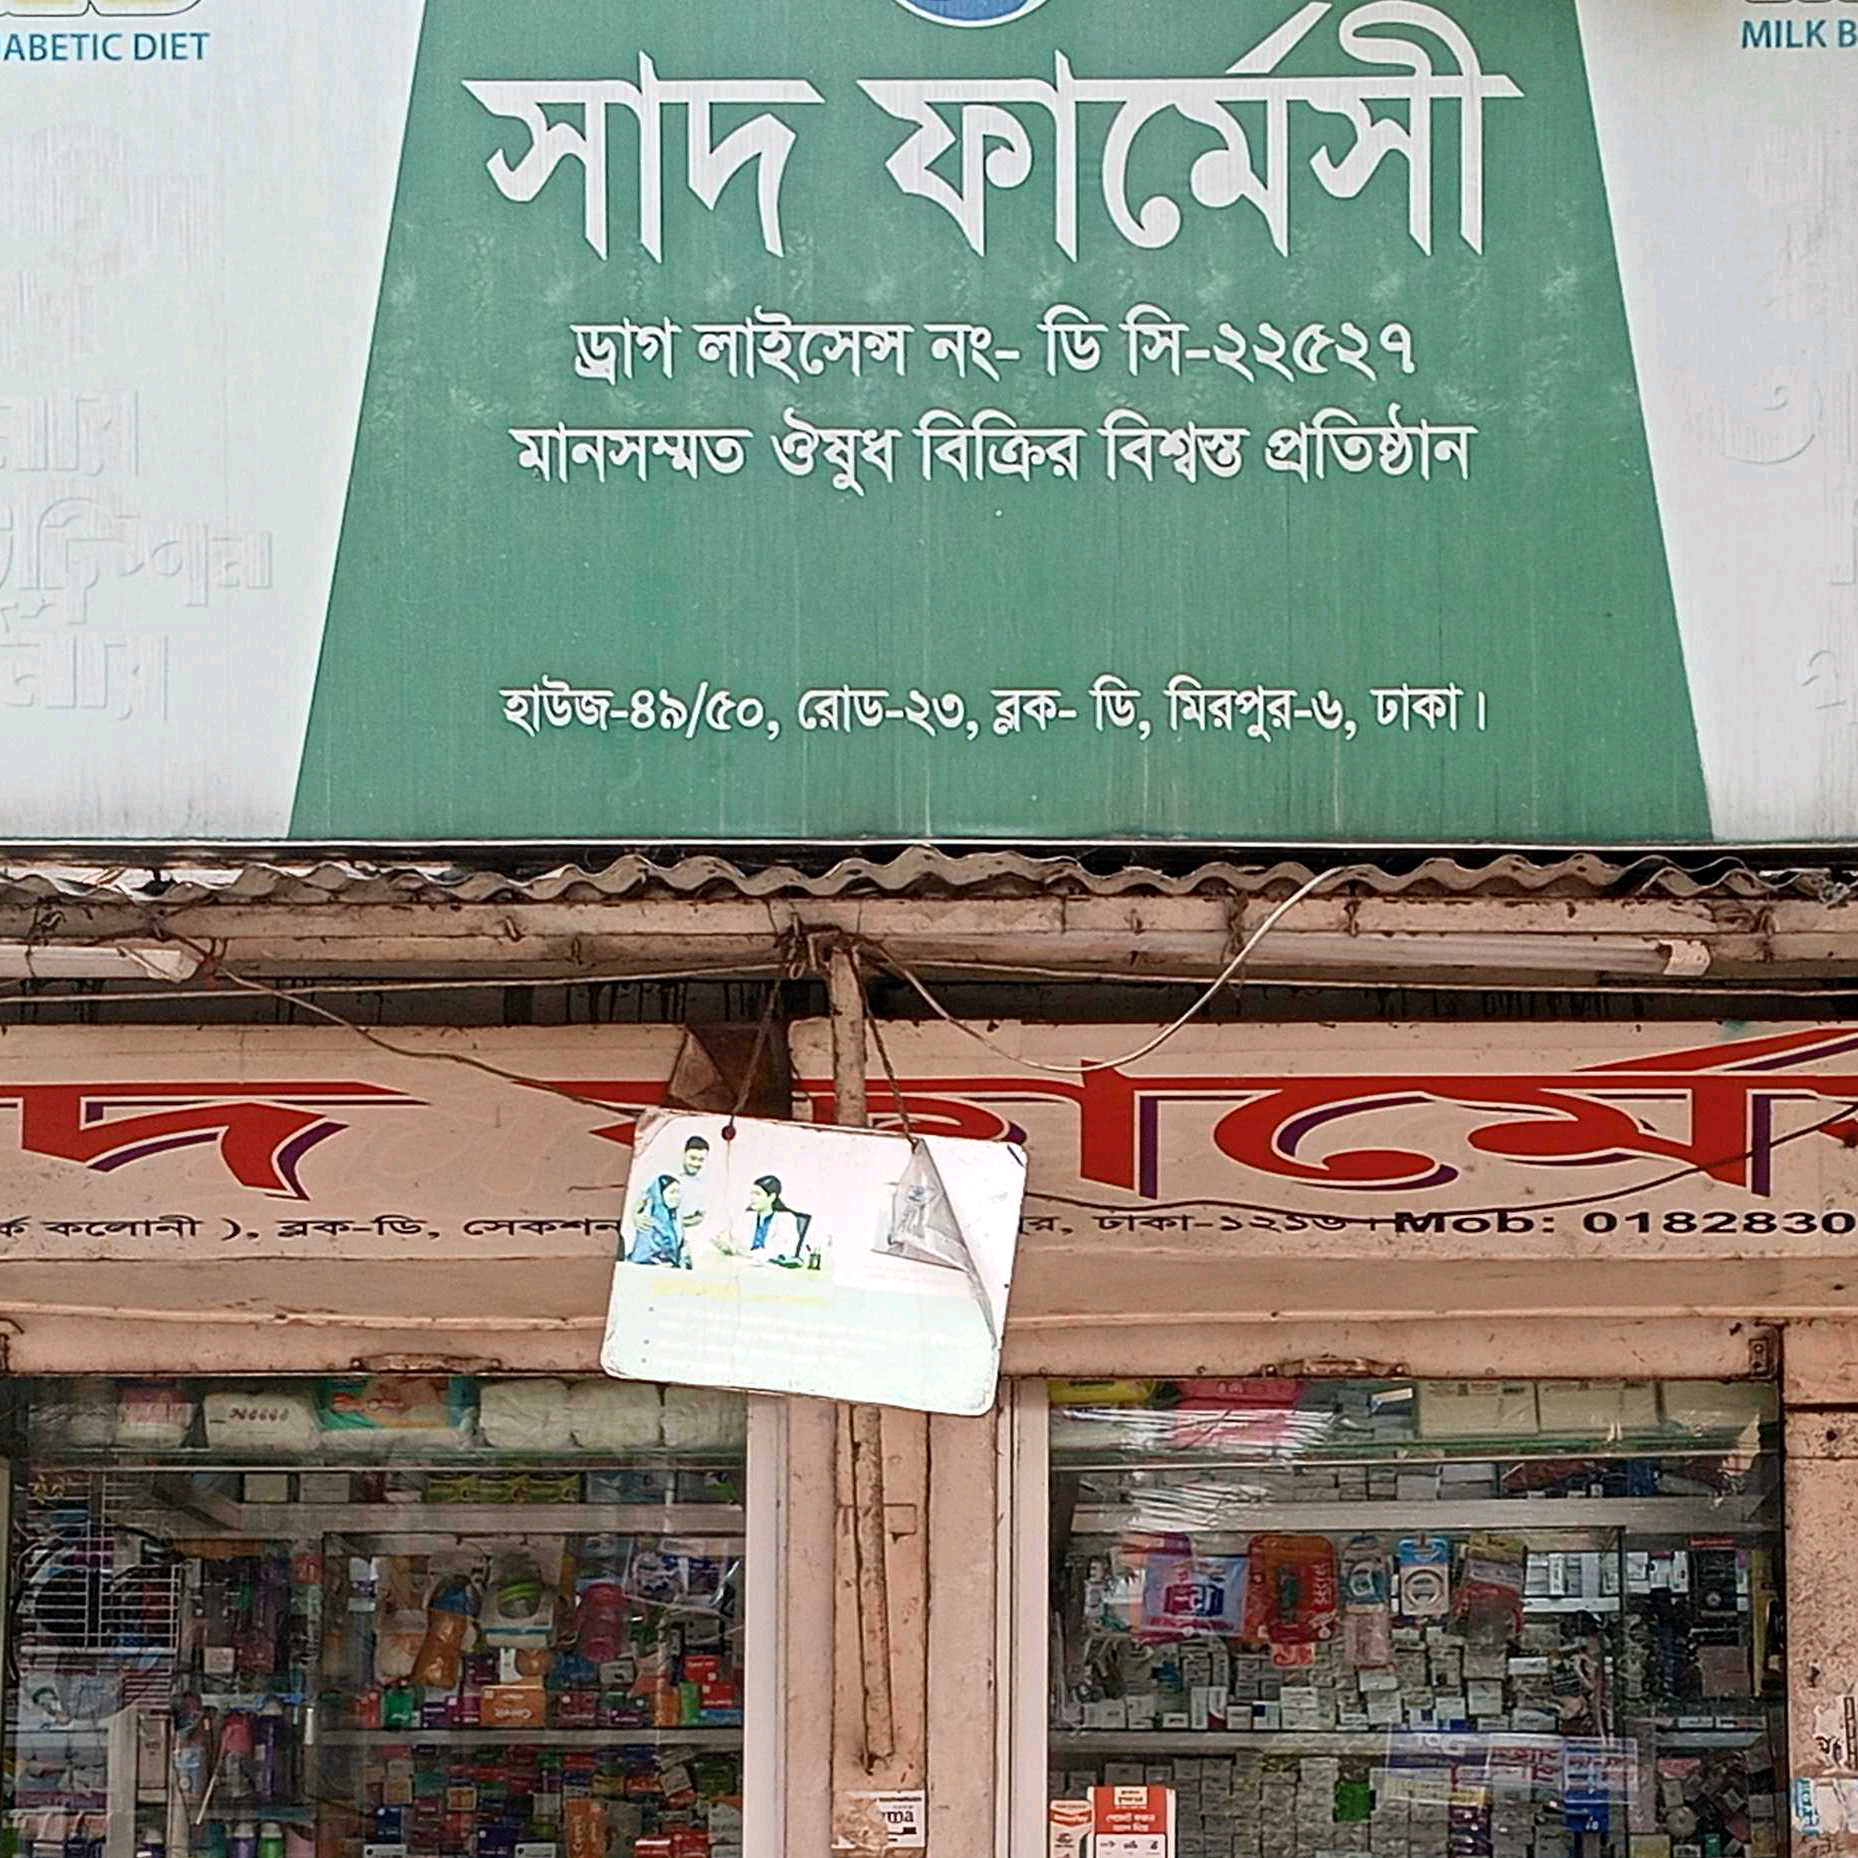 ABETIC DIET
MILK B
সাদ ফার্মেসী
ড্রাগ লাইসেন্স নং- ডি সি-২২৫২৭
মানসম্মত ঔষুধ বিক্রির বিশ্বস্ত প্রতিষ্ঠান
হাউজ-৪৯/৫০, রোড-২৩, ব্লক- ডি, মিরপুর-৬, ঢাকা।
দ ফার্মে
র্ক কলোনী ), ব্লক-ডি, সেকশন র, ঢাকা-১২১৬ Mob: 0182830